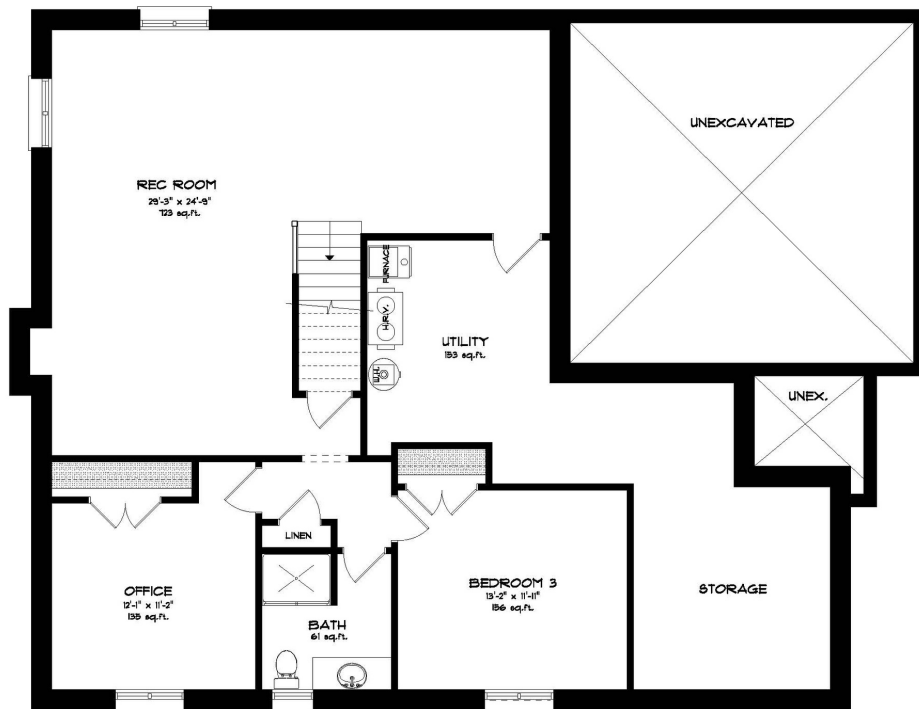 UNEXCAVATED
REC ROOM
29'-3" x 24'-9"
723 sq.ft.
FURNACE
H.R.V.
W.H.
UTILITY
153 sq.ft.
UNEX.
LINEN
OFFICE
12'-1" x 11'-2"
135 sq.ft.
BATH
61 sq.ft.
BEDROOM 3
13'-2" x 11'-11"
156 sq.ft.
STORAGE